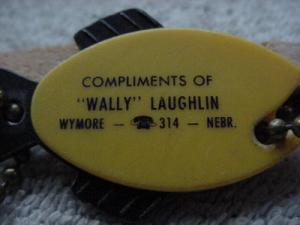 COMPLIMENTS OF
"WALLY" LAUGHLIN
WYMORE — ☎ 314 — NEBR.